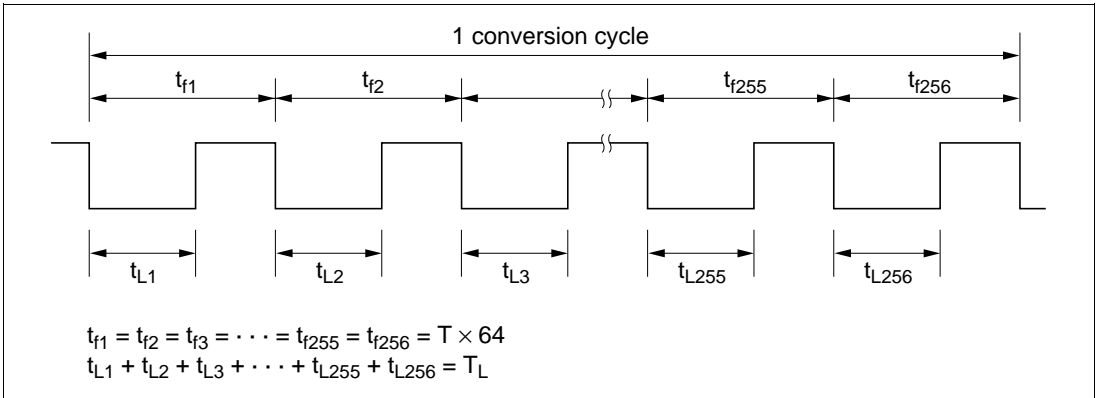 1 conversion cycle
tf1 tf2 tf255 tf256
tL1 tL2 tL3 tL255 tL256
tf1 = tf2 = tf3 = · · · = tf255 = tf256 = T × 64
tL1 + tL2 + tL3 + · · · + tL255 + tL256 = TL